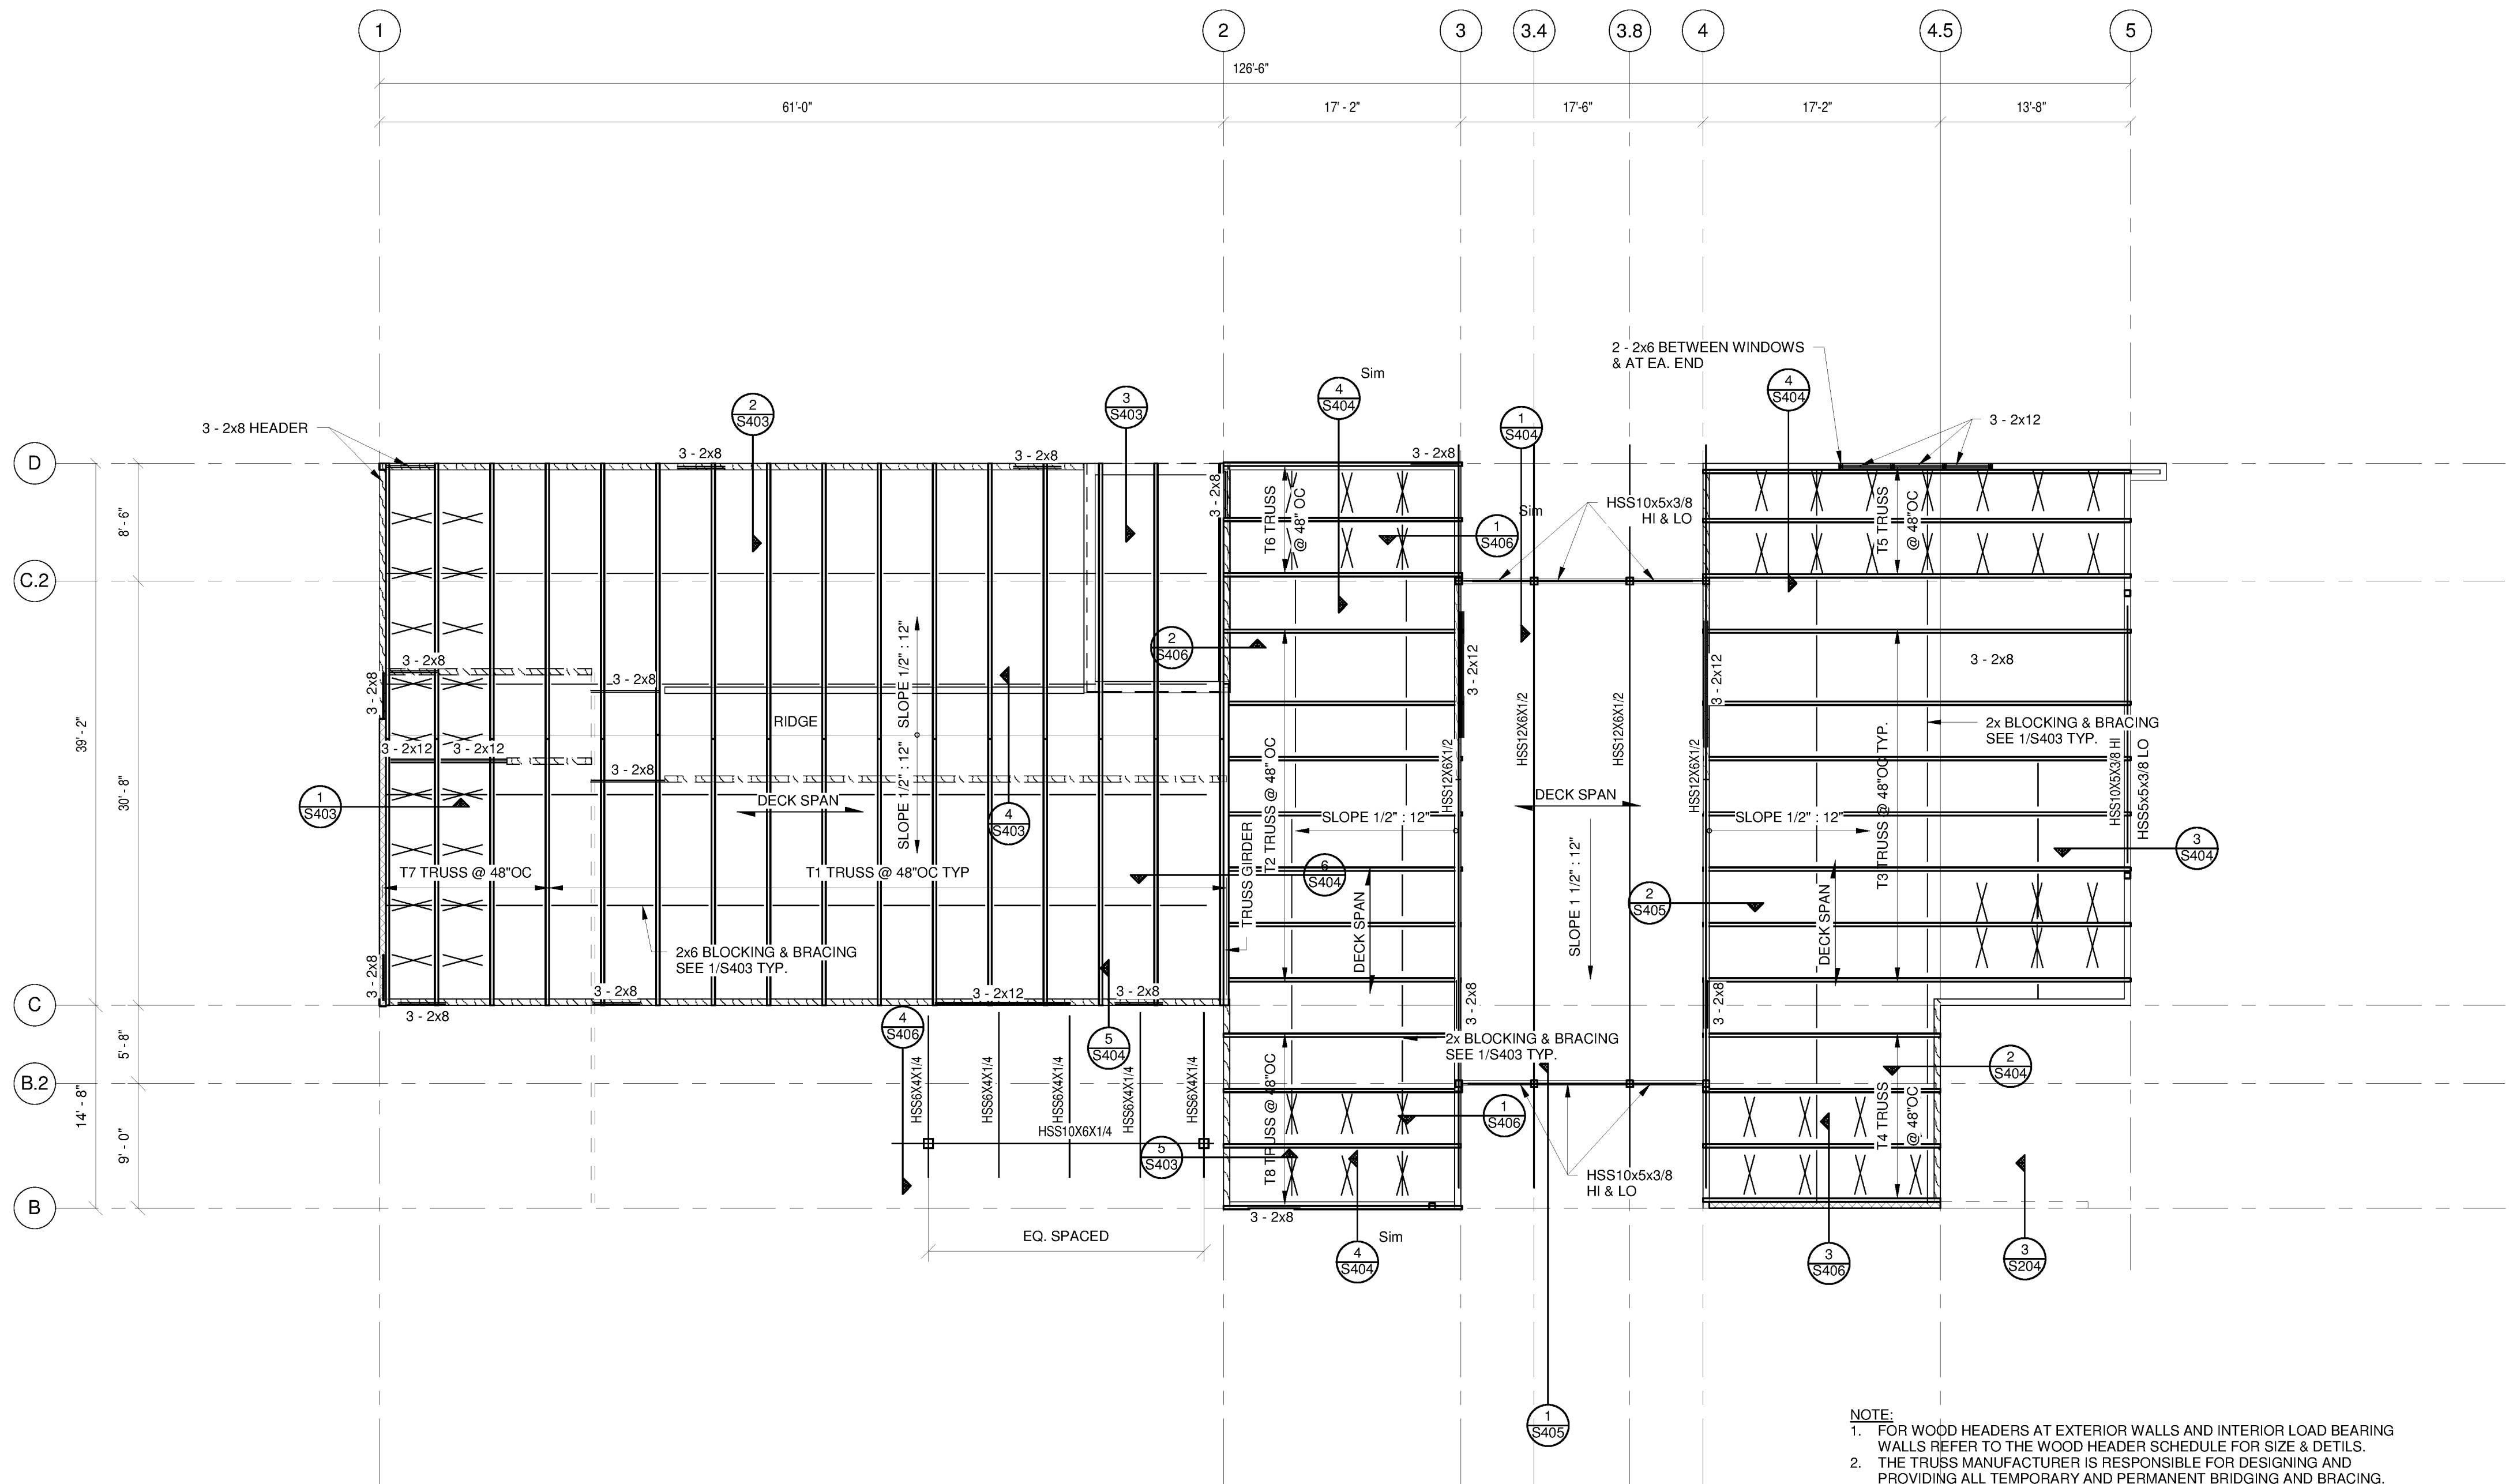 1
2
3
3.4
3.8
4
4.5
5
126'-6"
61'-0"
17' - 2"
17'-6"
17'-2"
13'-8"
2 - 2x6 BETWEEN WINDOWS
& AT EA. END
Sim
4
S404
4
S404
2
S403
3
S403
1
S404
3 - 2x8 HEADER
3 - 2x12
D
3 - 2x8
3 - 2x8
3 - 2x8
3 - 2x8
T6 TRUSS
@ 48" OC
Sim
1
S406
HSS10x5x3/8
HI & LO
T5 TRUSS
@ 48"OC
8' - 6"
C.2
2
S406
3 - 2x8
3 - 2x8
3 - 2x8
3 - 2x8
SLOPE 1/2" : 12"
RIDGE
3 - 2x12
3 - 2x12
3 - 2x8
3 - 2x12
3 - 2x12
HSS12X6X1/2
HSS12X6X1/2
HSS12X6X1/2
HSS12X6X1/2
2x BLOCKING & BRACING
SEE 1/S403 TYP.
HSS10X5X3/8 HI
HSS5x5x3/8 LO
39' - 2"
30' - 8"
1
S403
DECK SPAN
SLOPE 1/2" : 12"
4
S403
T2 TRUSS @ 48" OC
SLOPE 1/2" : 12"
DECK SPAN
SLOPE 1 1/2" : 12"
SLOPE 1/2" : 12"
T3 TRUSS @ 48"OC TYP.
3
S404
T7 TRUSS @ 48"OC
T1 TRUSS @ 48"OC TYP
6
S404
TRUSS GIRDER
DECK SPAN
2
S405
DECK SPAN
2x6 BLOCKING & BRACING
SEE 1/S403 TYP.
3 - 2x8
3 - 2x8
3 - 2x12
3 - 2x8
3 - 2x8
3 - 2x8
C
3 - 2x8
4
S406
5
S404
2x BLOCKING & BRACING
SEE 1/S403 TYP.
2
S404
5' - 8"
B.2
14' - 8"
9' - 0"
HSS6X4X1/4
HSS6X4X1/4
HSS6X4X1/4
HSS6X4X1/4
HSS6X4X1/4
HSS10X6X1/4
5
S403
T8 TRUSS @ 48"OC
1
S406
T4 TRUSS
@ 48"OC
HSS10x5x3/8
HI & LO
B
3 - 2x8
EQ. SPACED
4
S404
Sim
3
S406
3
S204
1
S405
NOTE:
1. FOR WOOD HEADERS AT EXTERIOR WALLS AND INTERIOR LOAD BEARING
WALLS REFER TO THE WOOD HEADER SCHEDULE FOR SIZE & DETILS.
2. THE TRUSS MANUFACTURER IS RESPONSIBLE FOR DESIGNING AND
PROVIDING ALL TEMPORARY AND PERMANENT BRIDGING AND BRACING.